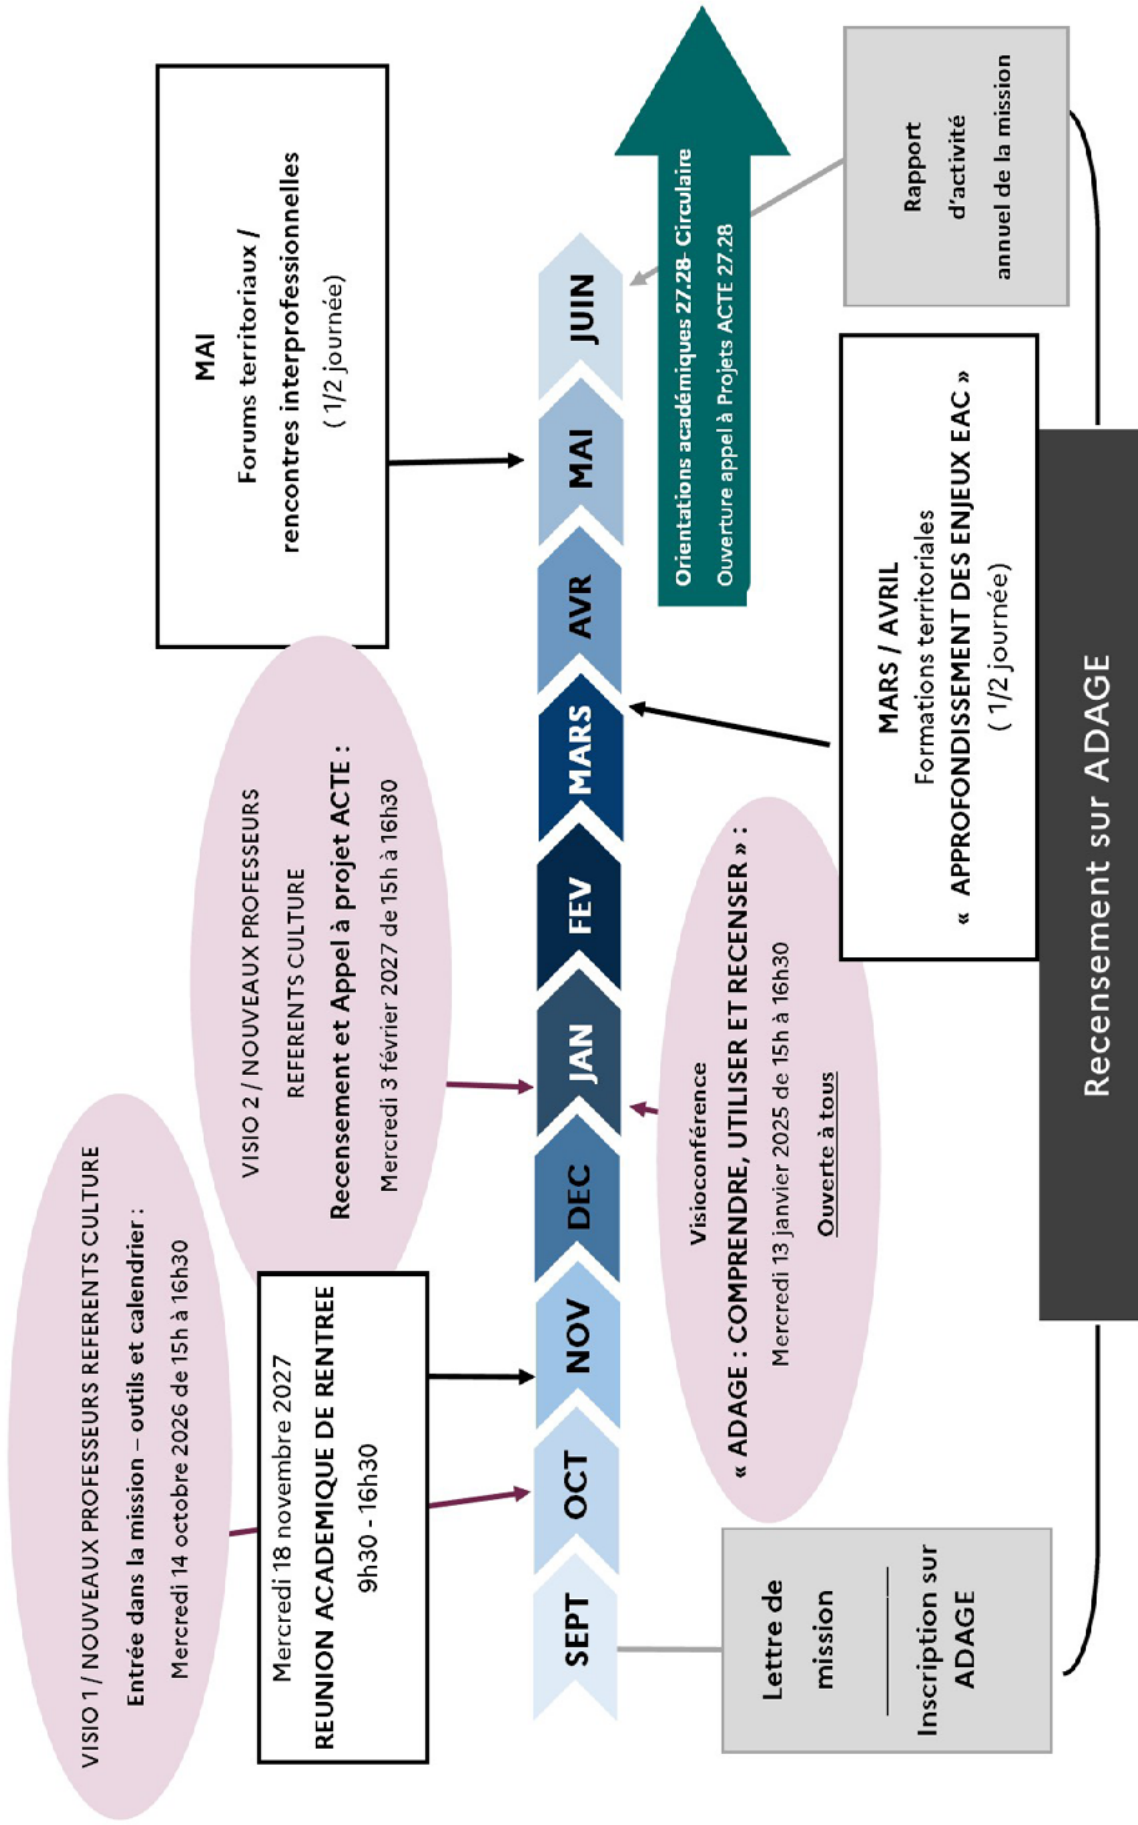 VISIO 1 / NOUVEAUX PROFESSEURS REFERENTS CULTURE
Entrée dans la mission – outils et calendrier :
Mercredi 14 octobre 2026 de 15h à 16h30
VISIO 2 / NOUVEAUX PROFESSEURS
REFERENTS CULTURE
Recensement et Appel à projet ACTE :
Mercredi 3 février 2027 de 15h à 16h30
MAI
Forums territoriaux /
rencontres interprofessionnelles
( 1/2 journée)
Mercredi 18 novembre 2027
REUNION ACADEMIQUE DE RENTREE
9h30 - 16h30
SEPT
OCT
NOV
DEC
JAN
FEV
MARS
AVR
MAI
JUIN
Orientations académiques 27.28- Circulaire
Ouverture appel à Projets ACTE 27.28
Lettre de
mission
Inscription sur
ADAGE
Visioconférence
« ADAGE : COMPRENDRE, UTILISER ET RECENSER » :
Mercredi 13 janvier 2025 de 15h à 16h30
Ouverte à tous
MARS / AVRIL
Formations territoriales
« APPROFONDISSEMENT DES ENJEUX EAC »
( 1/2 journée)
Rapport
d'activité
annuel de la mission
Recensement sur ADAGE